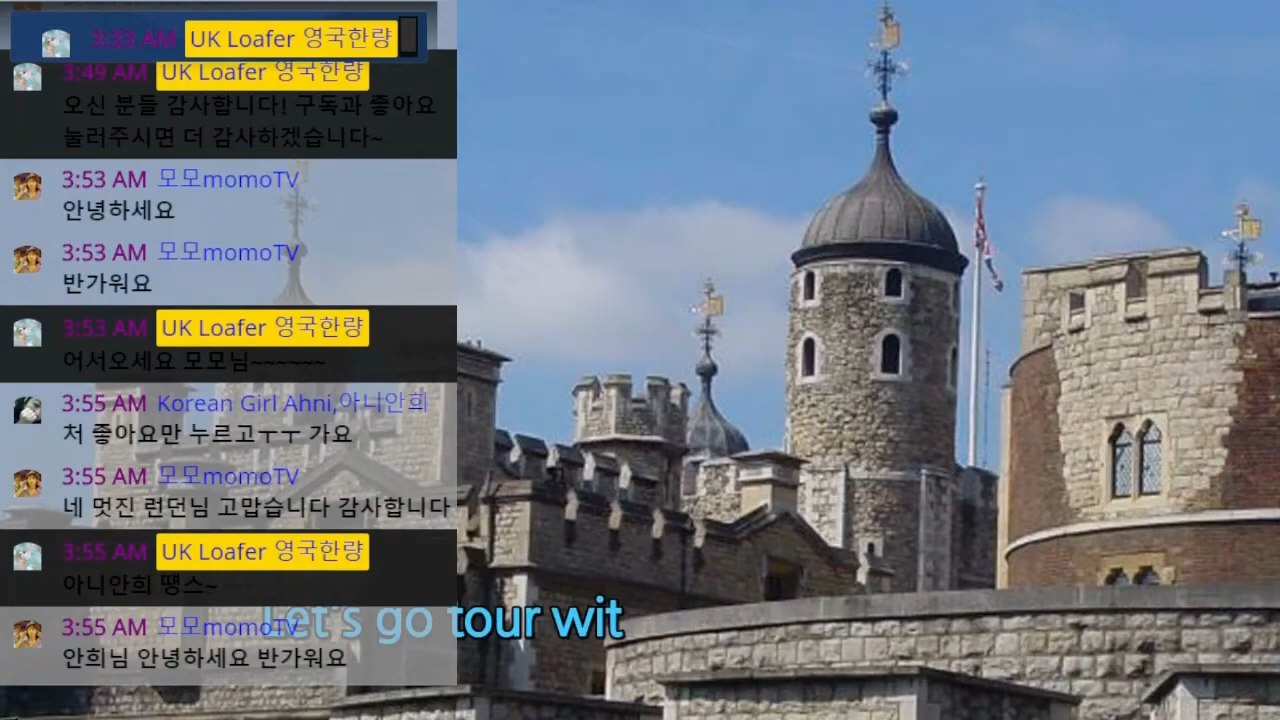 3:33 AM UK Loafer 영국한량
3:49 AM UK Loafer 영국한량
오신 분들 감사합니다! 구독과 좋아요
눌러주시면 더 감사하겠습니다~
3:53 AM 모모momoTV
안녕하세요
3:53 AM 모모momoTV
반가워요
3:53 AM UK Loafer 영국한량
어서오세요 모모님~~~~~~
3:55 AM Korean Girl Ahni,아니안희
처 좋아요만 누르고ㅜㅜ 가요
3:55 AM 모모momoTV
네 멋진 런던님 고맙습니다 감사합니다
3:55 AM UK Loafer 영국한량
아니안희 떙스~
3:55 AM 모모momoTV
안희님 안녕하세요 반가워요
Let's go tour wit